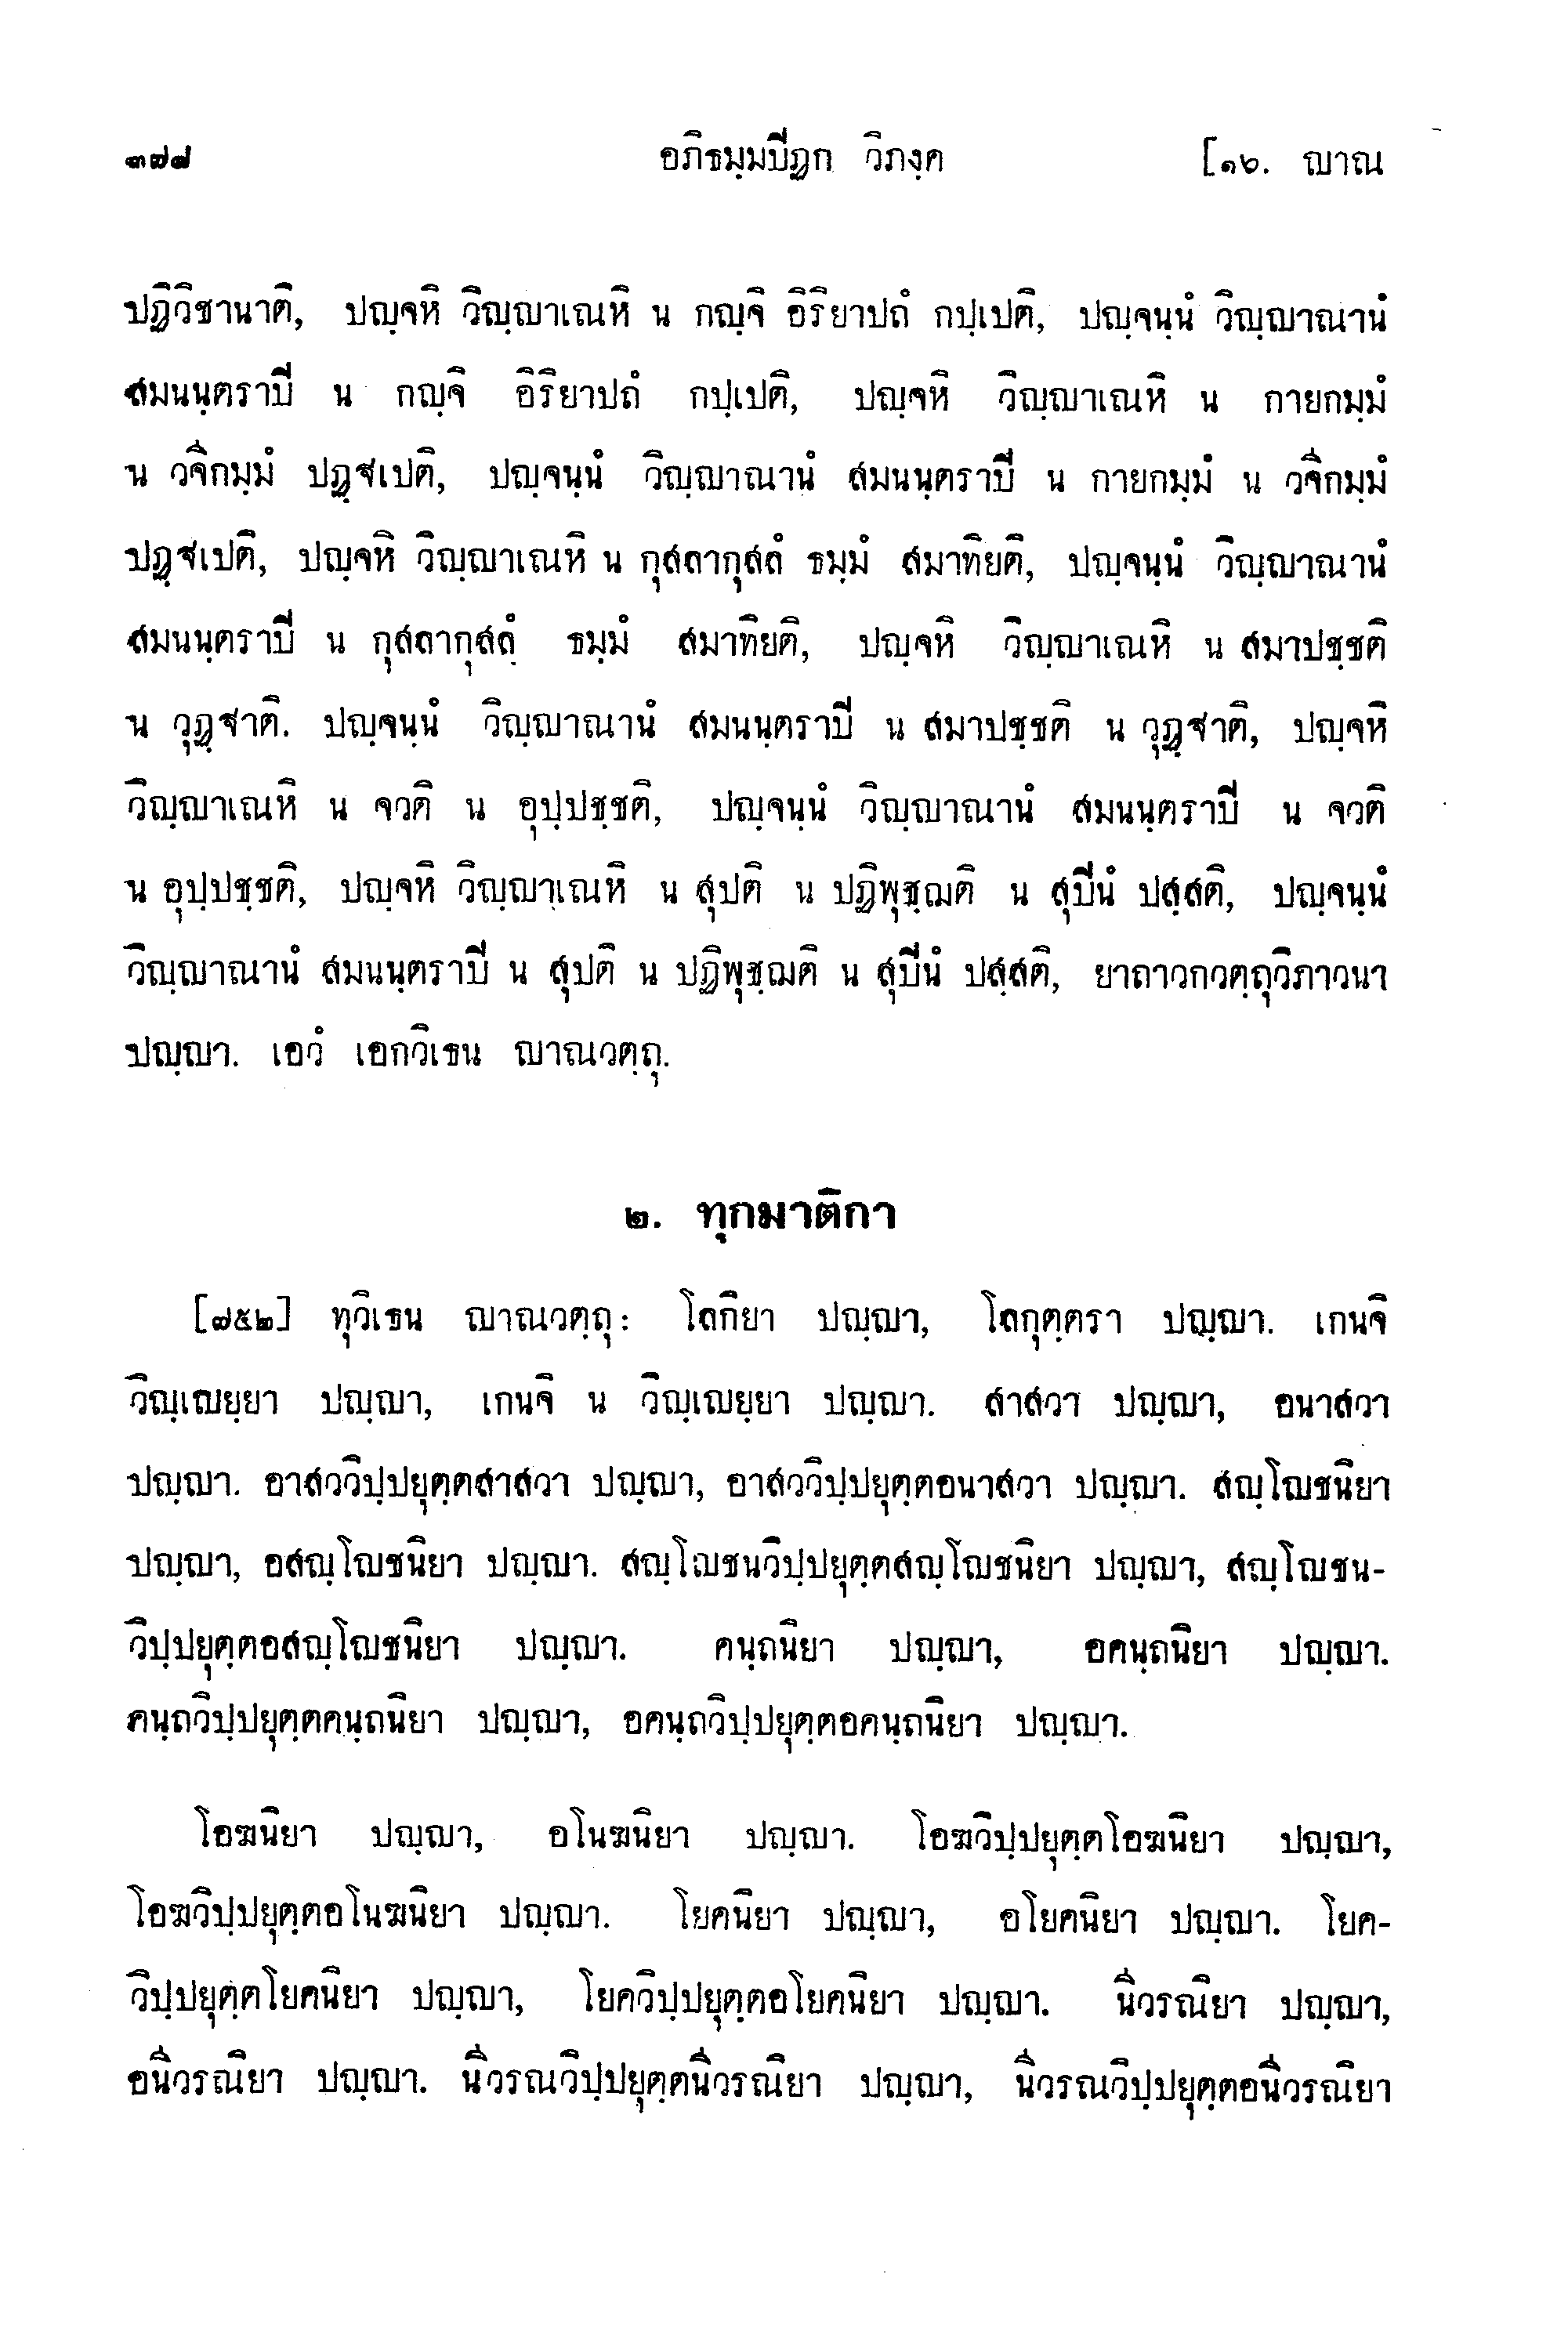 ๓๗๘ อภิธมฺมปิฏก วิภงฺค [๑๖. ญาณ
ปฏิวิชานาติ, ปญฺจหิ วิญฺญาเณหิ น กญฺจิ อิริยาปถํ กปฺเปติ, ปญฺจนฺนํ วิญฺญาณานํ
สมนนฺตราปิ น กญฺจิ อิริยาปถํ กปฺเปติ, ปญฺจหิ วิญฺญาเณหิ น กายกมฺมํ
น วจีกมฺมํ ปฏฺฐเปติ, ปญฺจนฺนํ วิญฺญาณานํ สมนนฺตราปิ น กายกมฺมํ น วจีกมฺมํ
ปฏฺฐเปติ, ปญฺจหิ วิญฺญาเณหิ น กุสลากุสลํ ธมฺมํ สมาทิยติ, ปญฺจนฺนํ วิญฺญาณานํ
สมนนฺตราปิ น กุสลากุสลํ ธมฺมํ สมาทิยติ, ปญฺจหิ วิญฺญาเณหิ น สมาปชฺชติ
น วุฏฺฐาติ. ปญฺจนฺนํ วิญฺญาณานํ สมนนฺตราปิ น สมาปชฺชติ น วุฏฺฐาติ, ปญฺจหิ
วิญฺญาเณหิ น จวติ น อุปฺปชฺชติ, ปญฺจนฺนํ วิญฺญาณานํ สมนนฺตราปิ น จวติ
น อุปฺปชฺชติ, ปญฺจหิ วิญฺญาเณหิ น สุปติ น ปฏิพุชฺฌติ น สุปินํ ปสฺสติ, ปญฺจนฺนํ
วิญฺญาณานํ สมนนฺตราปิ น สุปติ น ปฏิพุชฺฌติ น สุปินํ ปสฺสติ, ยาถาวกวตฺถุวิภาวนา
ปญฺญา. เอวํ เอกวิเธน ญาณวตฺถุ.
๒. ทุกมาติกา
[๗๕๒] ทุวิเธน ญาณวตฺถุ: โลกิยา ปญฺญา, โลกุตฺตรา ปญฺญา. เกนจิ
วิญฺเญยฺยา ปญฺญา, เกนจิ น วิญฺเญยฺยา ปญฺญา. สาสวา ปญฺญา, อนาสวา
ปญฺญา. อาสววิปฺปยุตฺตสาสวา ปญฺญา, อาสววิปฺปยุตฺตอนาสวา ปญฺญา. สญฺโญชนิยา
ปญฺญา, อสญฺโญชนิยา ปญฺญา. สญฺโญชนวิปฺปยุตฺตสญฺโญชนิยา ปญฺญา, สญฺโญชน-
วิปฺปยุตฺตอสญฺโญชนิยา ปญฺญา. คนฺถนิยา ปญฺญา, อคนฺถนิยา ปญฺญา.
คนฺถวิปฺปยุตฺตคนฺถนิยา ปญฺญา, อคนฺถวิปฺปยุตฺตอคนฺถนิยา ปญฺญา.
โอฆนิยา ปญฺญา, อโนฆนิยา ปญฺญา. โอฆวิปฺปยุตฺตโอฆนิยา ปญฺญา,
โอฆวิปฺปยุตฺตอโนฆนิยา ปญฺญา. โยคนิยา ปญฺญา, อโยคนิยา ปญฺญา. โยค-
วิปฺปยุตฺตโยคนิยา ปญฺญา, โยควิปฺปยุตฺตอโยคนิยา ปญฺญา. นีวรณิยา ปญฺญา,
อนีวรณิยา ปญฺญา. นีวรณวิปฺปยุตฺตนีวรณิยา ปญฺญา, นีวรณวิปฺปยุตฺตอนีวรณิยา